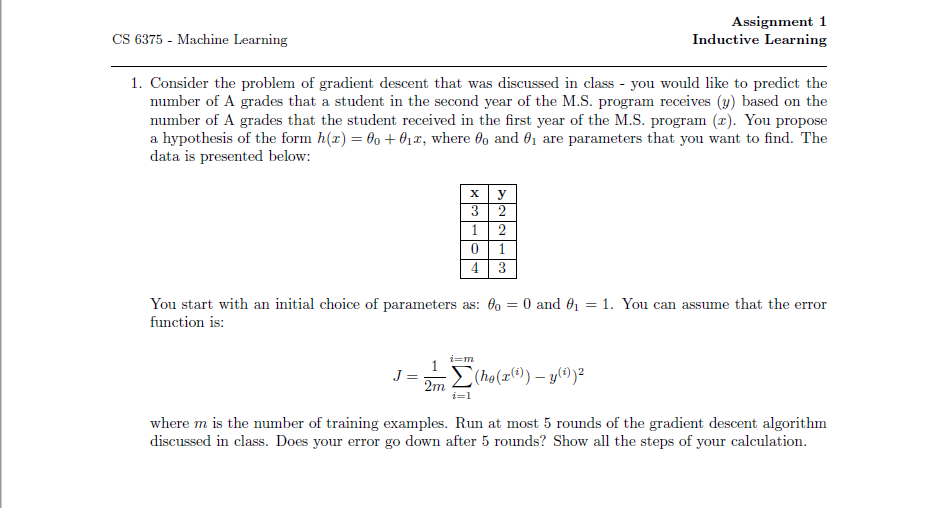 Assignment 1
CS 6375 - Machine Learning
Inductive Learning
1. Consider the problem of gradient descent that was discussed in class - you would like to predict the
number of A grades that a student in the second year of the M.S. program receives (y) based on the
number of A grades that the student received in the first year of the M.S. program (x). You propose
a hypothesis of the form h(x) = θ₀ + θ₁x, where θ₀ and θ₁ are parameters that you want to find. The
data is presented below:
x y
3 2
1 2
0 1
4 3
You start with an initial choice of parameters as: θ₀ = 0 and θ₁ = 1. You can assume that the error
function is:
J = 1/2m ∑_{i=1}^{i=m} (h_θ(x^{(i)}) − y^{(i)})²
where m is the number of training examples. Run at most 5 rounds of the gradient descent algorithm
discussed in class. Does your error go down after 5 rounds? Show all the steps of your calculation.